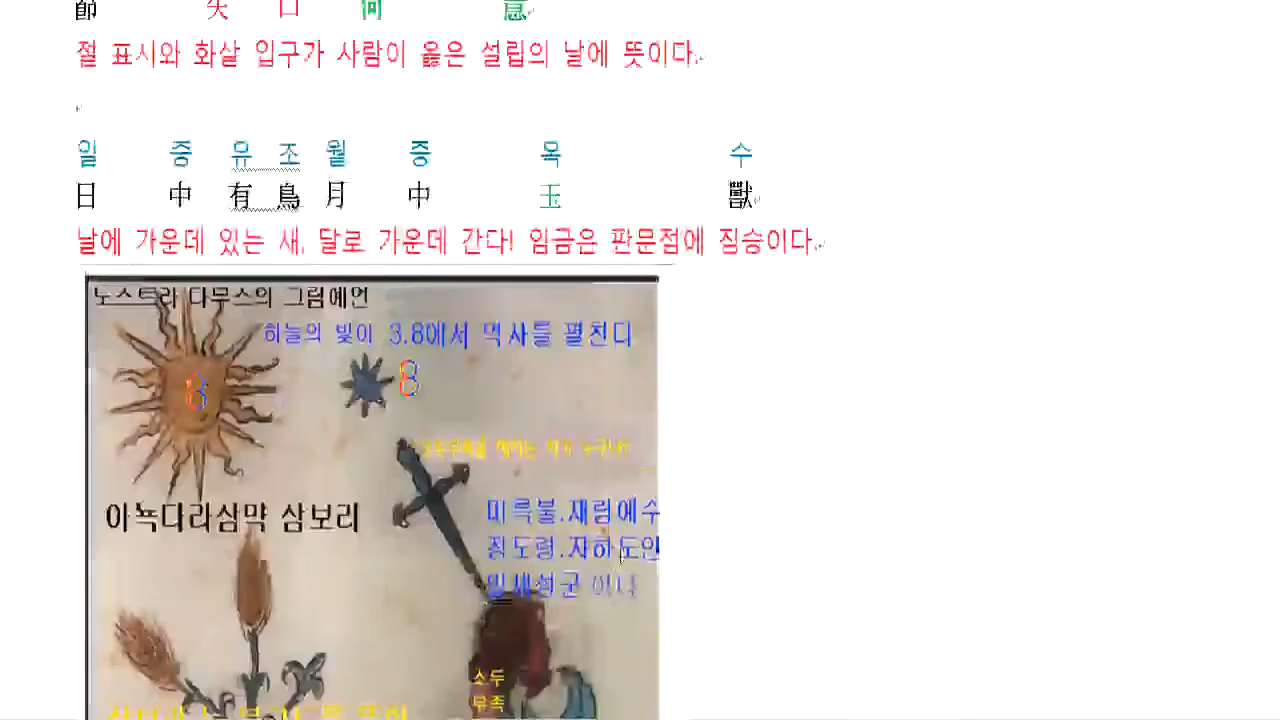 節 失 口 何 意
절 표시와 화살 입구가 사람이 옳은 설립의 날에 뜻이다.
일 중 유 조 월 중 옥 수
日 中 有 鳥 月 中 玉 獸
날에 가운데 있는 새, 달로 가운데 간다! 임금은 판문점에 짐승이다.
노스트라 다무스의 그림예언
하늘의 빛이 3.8에서 역사를 펼친다
8 8
아뇩다라삼먁 삼보리
미륵불.재림예수
정도령.자하도인
말세성군 이다
소두
무족